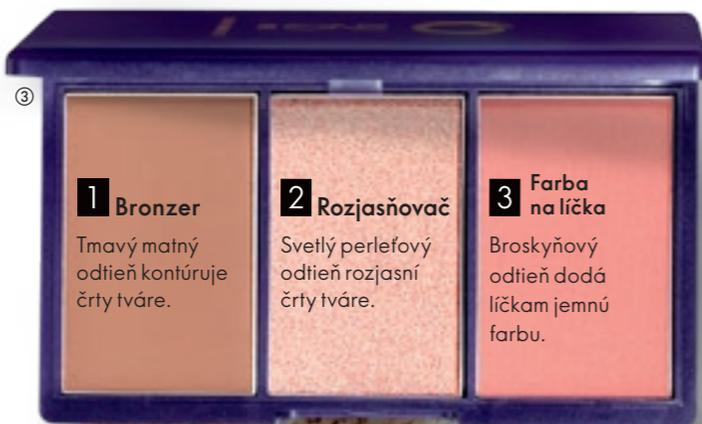 ③
1 Bronzer
Tmavý matný
odtieň kontúruje
črty tváre.
2 Rozjasňovač
Svetlý perleťový
odtieň rozjasní
črty tváre.
3 Farba
na líčka
Broskyňový
odtieň dodá
líčkam jemnú
farbu.